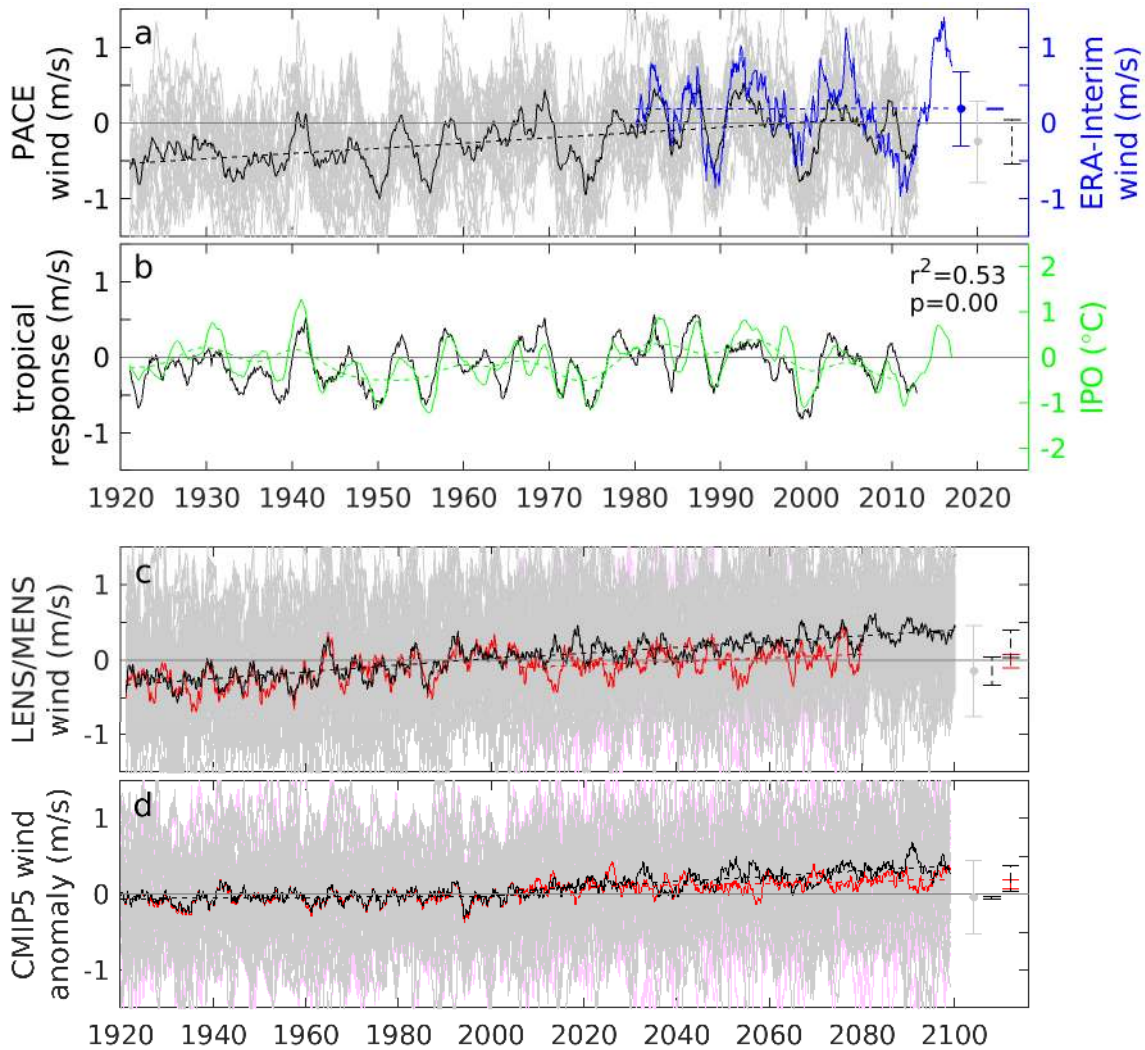 a
PACE
wind (m/s)
1
0
-1
1
0
-1
ERA-Interim
wind (m/s)
b
tropical
response (m/s)
1
0
-1
r²=0.53
p=0.00
2
1
0
-1
-2
IPO (°C)
1920 1930 1940 1950 1960 1970 1980 1990 2000 2010 2020
c
LENS/MENS
wind (m/s)
1
0
-1
d
CMIP5 wind
anomaly (m/s)
1
0
-1
1920 1940 1960 1980 2000 2020 2040 2060 2080 2100